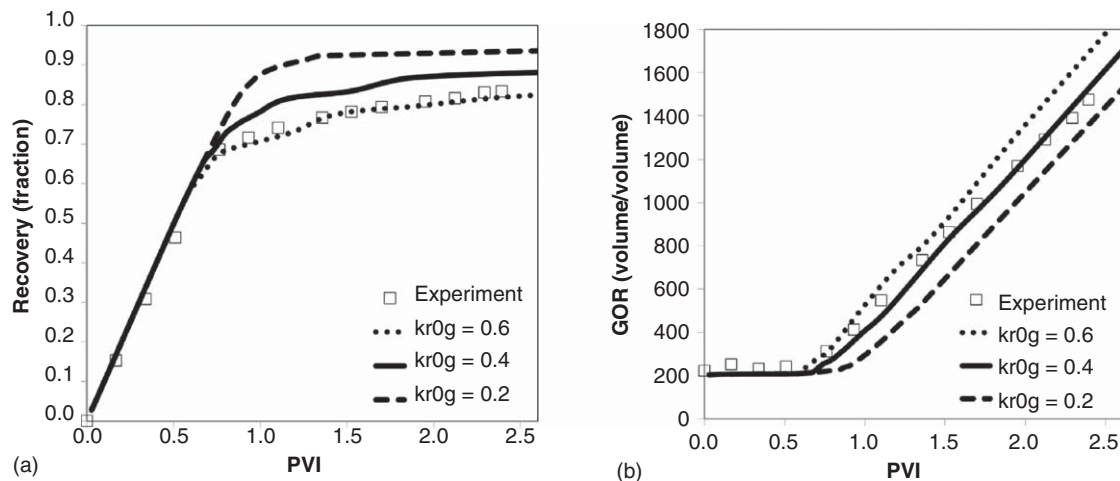 1.0
0.9
0.8
0.7
0.6
0.5
0.4
0.3
0.2
0.1
0.0
Recovery (fraction)
Experiment
kr0g = 0.6
kr0g = 0.4
kr0g = 0.2
0.0 0.5 1.0 1.5 2.0 2.5
PVI
(a)
1800
1600
1400
1200
1000
800
600
400
200
0
GOR (volume/volume)
Experiment
kr0g = 0.6
kr0g = 0.4
kr0g = 0.2
0.0 0.5 1.0 1.5 2.0 2.5
PVI
(b)